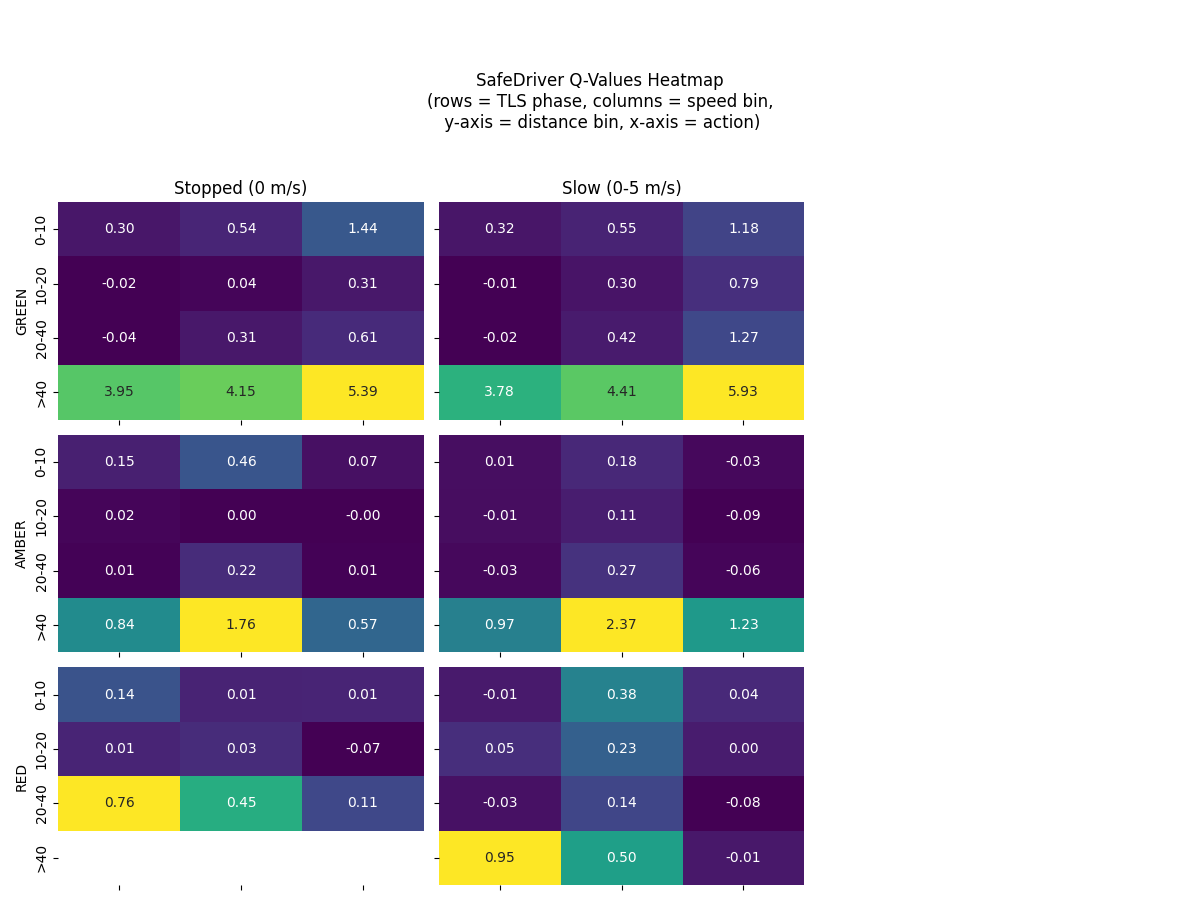 SafeDriver Q-Values Heatmap
(rows = TLS phase, columns = speed bin,
y-axis = distance bin, x-axis = action)
Stopped (0 m/s)
Slow (0-5 m/s)
GREEN
0-10
0.30 0.54 1.44
0.32 0.55 1.18
10-20
-0.02 0.04 0.31
-0.01 0.30 0.79
20-40
-0.04 0.31 0.61
-0.02 0.42 1.27
>40
3.95 4.15 5.39
3.78 4.41 5.93
AMBER
0-10
0.15 0.46 0.07
0.01 0.18 -0.03
10-20
0.02 0.00 -0.00
-0.01 0.11 -0.09
20-40
0.01 0.22 0.01
-0.03 0.27 -0.06
>40
0.84 1.76 0.57
0.97 2.37 1.23
RED
0-10
0.14 0.01 0.01
-0.01 0.38 0.04
10-20
0.01 0.03 -0.07
0.05 0.23 0.00
20-40
0.76 0.45 0.11
-0.03 0.14 -0.08
>40
0.95 0.50 -0.01